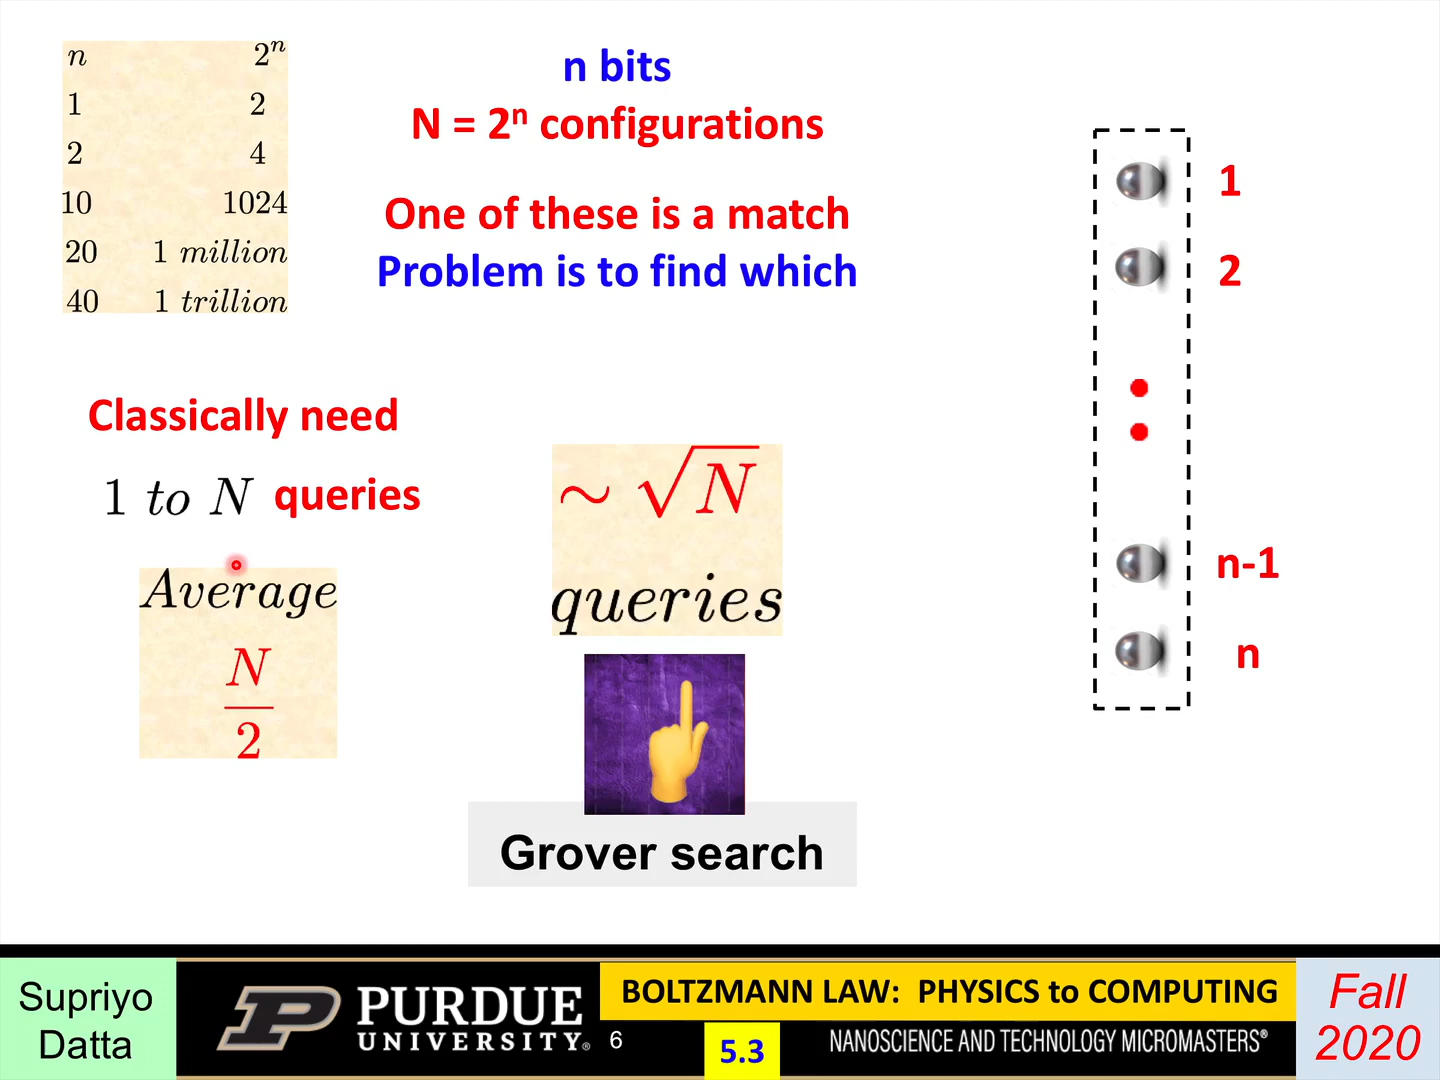 n 2ⁿ
1 2
2 4
10 1024
20 1 million
40 1 trillion
n bits
N = 2ⁿ configurations
One of these is a match
Problem is to find which
Classically need
1 to N queries
Average
N
2
∼ √N
queries
Grover search
1
2
n-1
n
Supriyo
Datta
PURDUE
UNIVERSITY®
6
BOLTZMANN LAW: PHYSICS to COMPUTING
5.3
NANOSCIENCE AND TECHNOLOGY MICROMASTERS®
Fall
2020